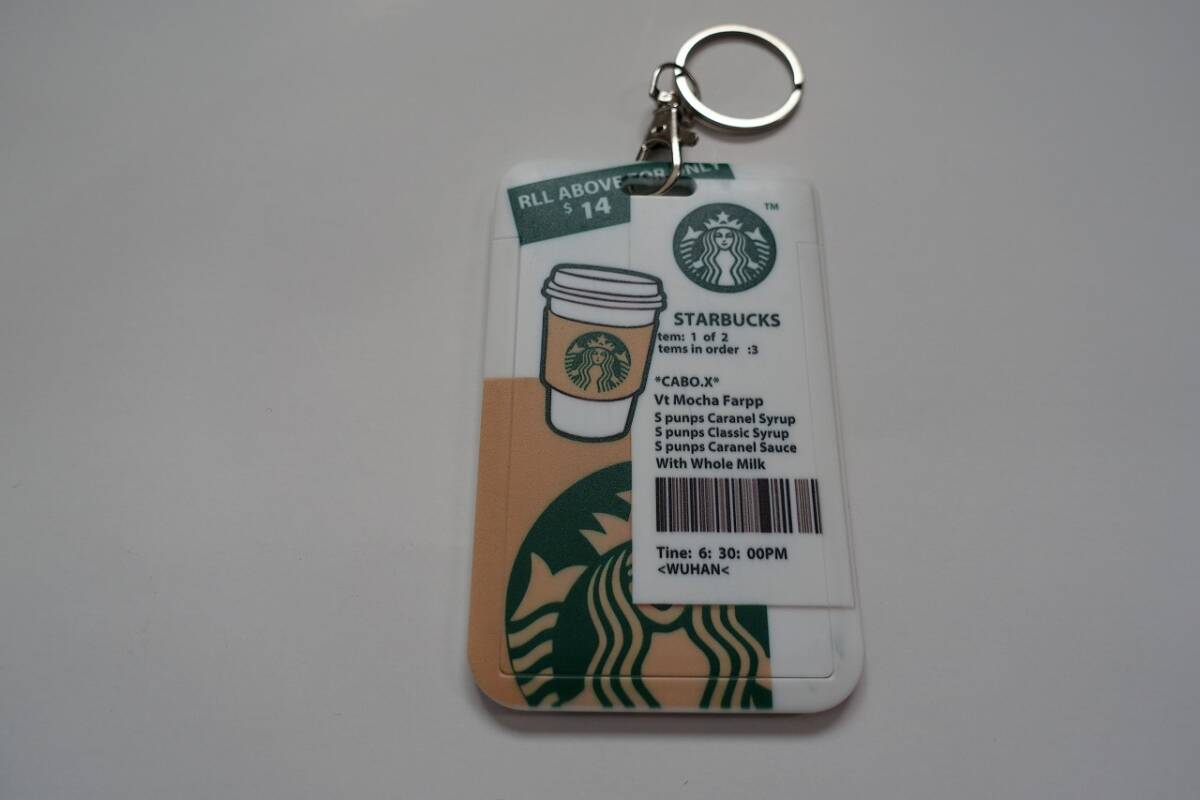 RLL ABOVE FOR ONLY
$ 14
TM
STARBUCKS
tem: 1 of 2
tems in order :3
*CABO.X*
Vt Mocha Farpp
S punps Caranel Syrup
S punps Classic Syrup
S punps Caranel Sauce
With Whole Milk
Tine: 6: 30: 00PM
<WUHAN<